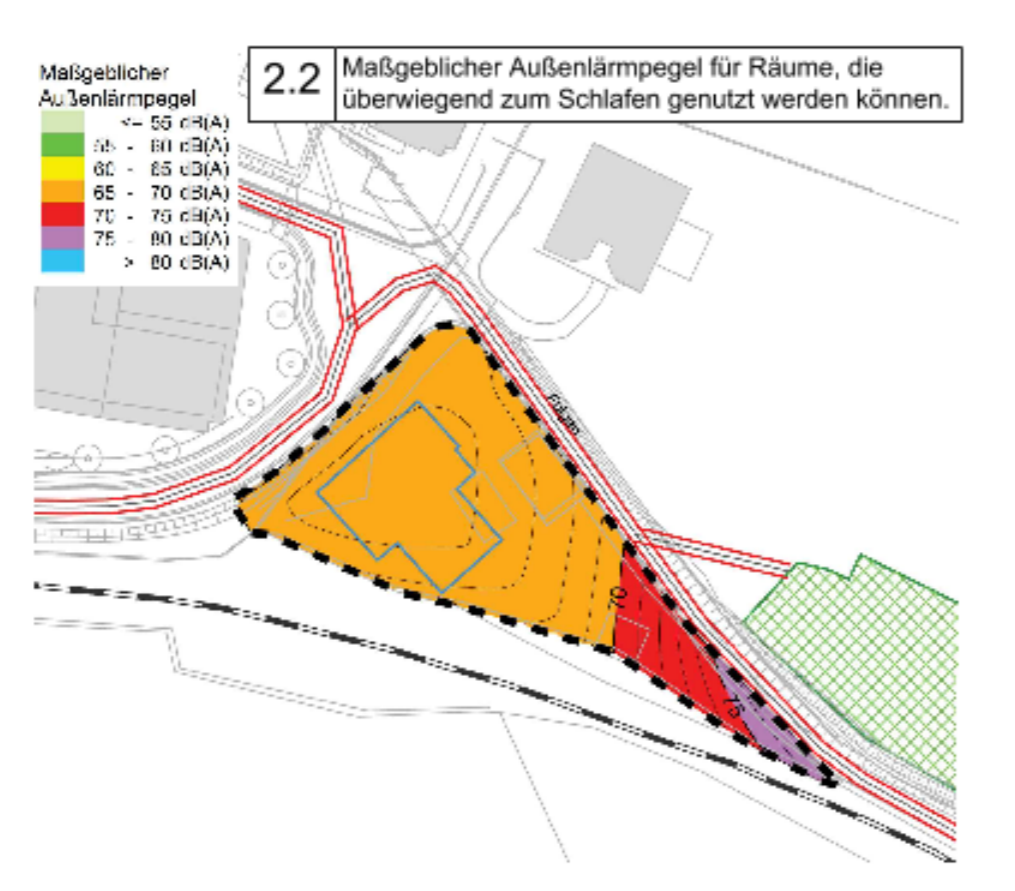 Maßgeblicher
Außenlärmpegel
<= 55 dB(A)
55 - 60 dB(A)
60 - 65 dB(A)
65 - 70 dB(A)
70 - 75 dB(A)
75 - 80 dB(A)
> 80 dB(A)
2.2
Maßgeblicher Außenlärmpegel für Räume, die
überwiegend zum Schlafen genutzt werden können.
70
75